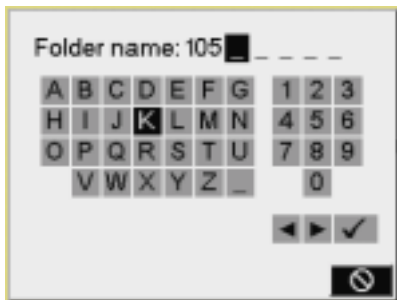 Folder name: 105_ _ _ _ _
A B C D E F G 1 2 3
H I J K L M N 4 5 6
O P Q R S T U 7 8 9
V W X Y Z _ 0